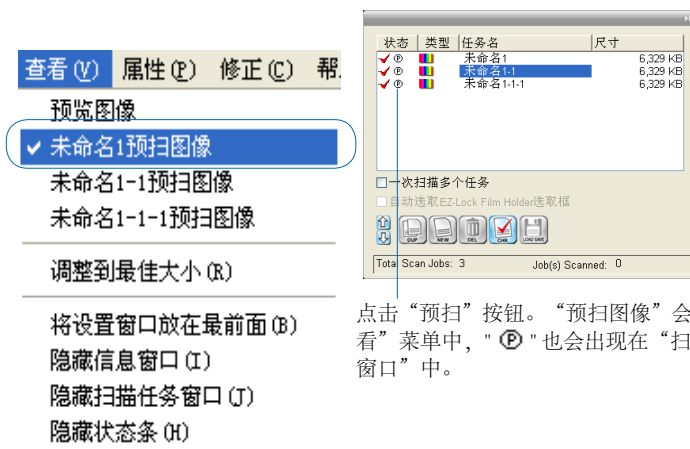 查看(V) 属性(P) 修正(C) 帮
预览图像
未命名1预扫图像
未命名1-1预扫图像
未命名1-1-1预扫图像
调整到最佳大小(R)
将设置窗口放在最前面(B)
隐藏信息窗口(I)
隐藏扫描任务窗口(J)
隐藏状态条(H)
状态 类型 任务名 尺寸
P 未命名1 6,329 KB
P 未命名1-1 6,329 KB
P 未命名1-1-1 6,329 KB
一次扫描多个任务
自动选取EZ-Lock Film Holder选取框
DUP NEW DEL CHK LOAD SAVE
Total Scan Jobs: 3 Job(s) Scanned: 0
点击“预扫”按钮。“预扫图像”会
看”菜单中，" Ⓟ "也会出现在“扫
窗口”中。